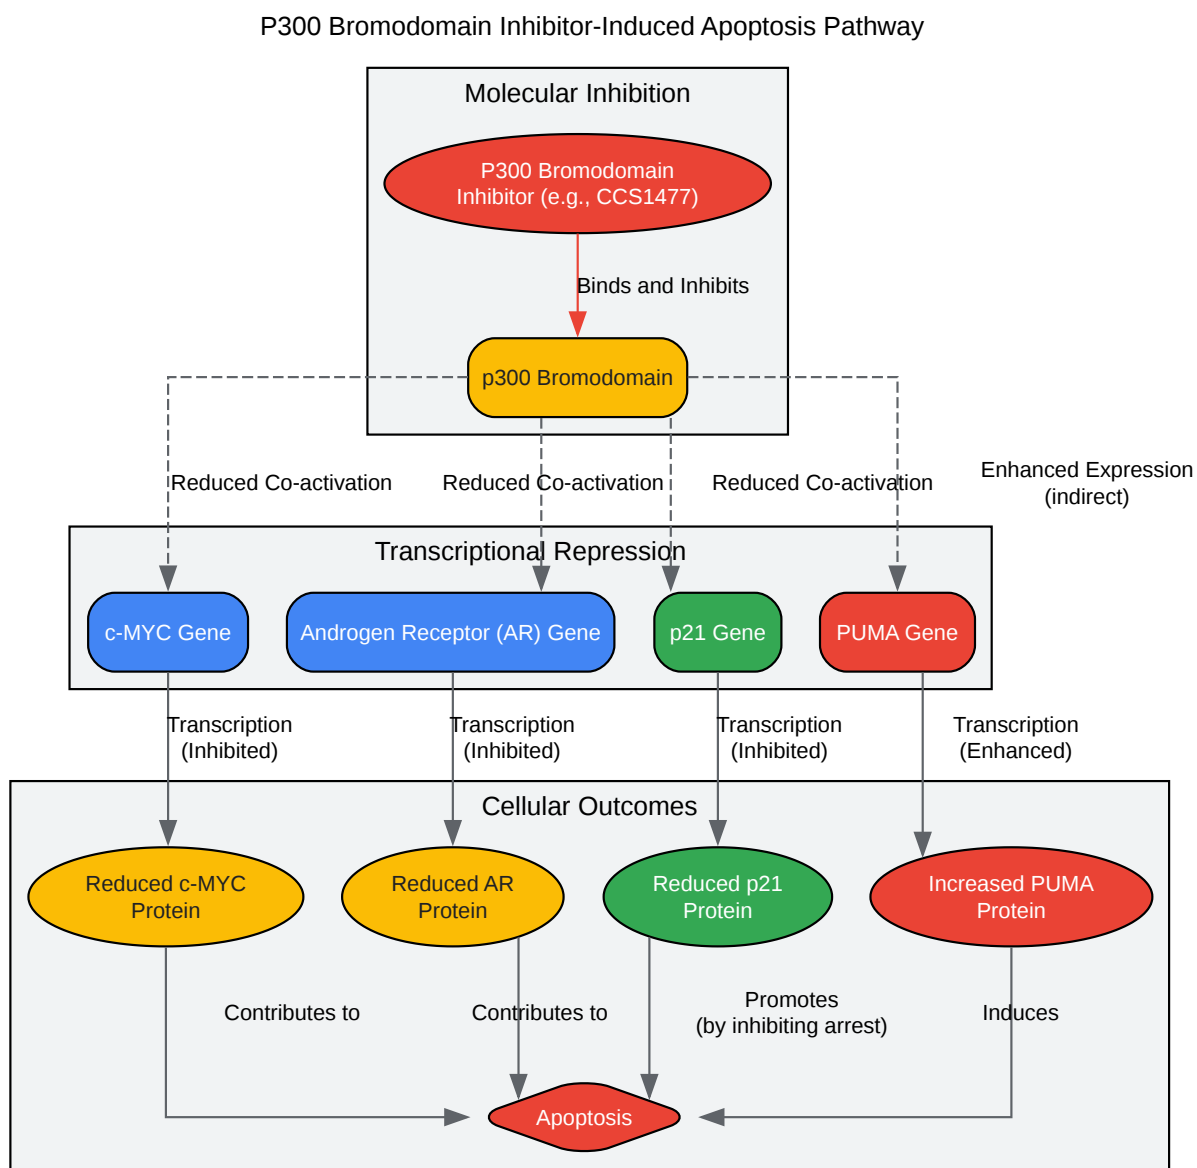 P300 Bromodomain Inhibitor-Induced Apoptosis Pathway
Molecular Inhibition
P300 Bromodomain
Inhibitor (e.g., CCS1477)
Binds and Inhibits
p300 Bromodomain
Reduced Co-activation
Reduced Co-activation
Reduced Co-activation
Enhanced Expression
(indirect)
Transcriptional Repression
c-MYC Gene
Androgen Receptor (AR) Gene
p21 Gene
PUMA Gene
Transcription
(Inhibited)
Transcription
(Inhibited)
Transcription
(Inhibited)
Transcription
(Enhanced)
Cellular Outcomes
Reduced c-MYC
Protein
Reduced AR
Protein
Reduced p21
Protein
Increased PUMA
Protein
Contributes to
Contributes to
Promotes
(by inhibiting arrest)
Induces
Apoptosis